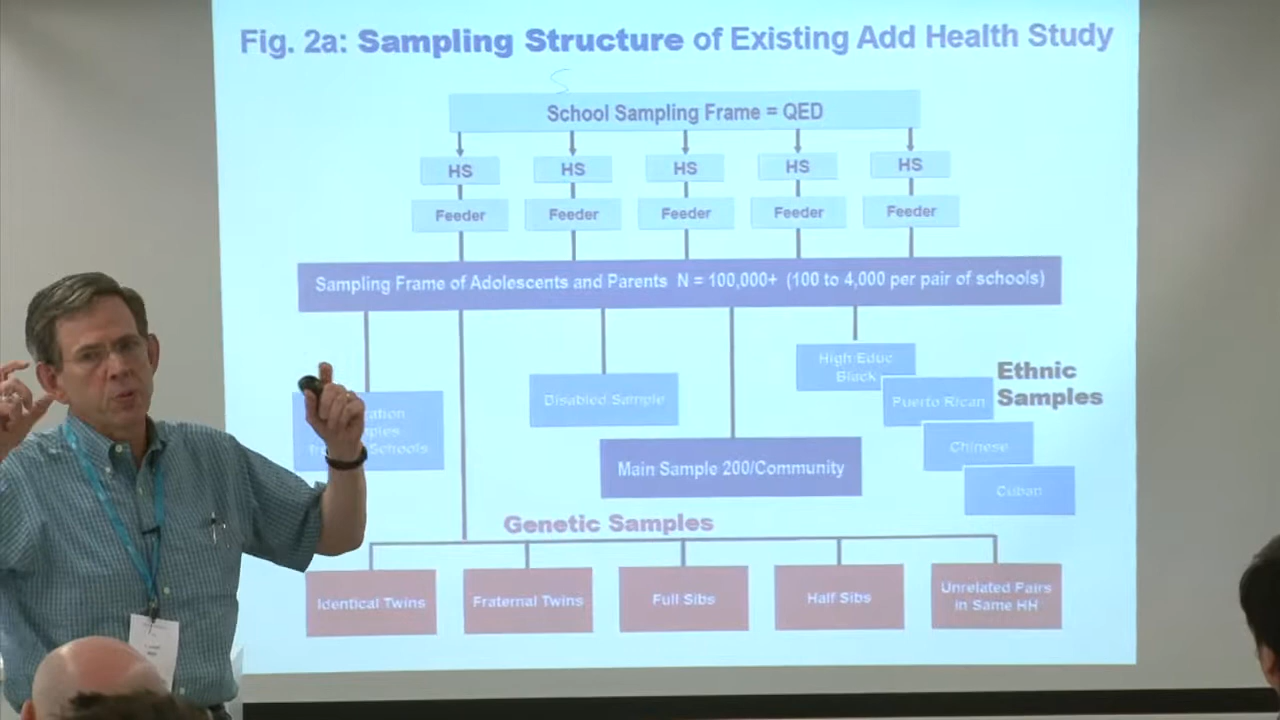 Fig. 2a: Sampling Structure of Existing Add Health Study
School Sampling Frame = QED
HS HS HS HS HS
Feeder Feeder Feeder Feeder Feeder
Sampling Frame of Adolescents and Parents N = 100,000+ (100 to 4,000 per pair of schools)
High Educ
Black
Ethnic
Samples
Puerto Rican
Disabled Sample
Schools
Chinese
Main Sample 200/Community
Cuban
Genetic Samples
Identical Twins
Fraternal Twins
Full Sibs
Half Sibs
Unrelated Pairs
in Same HH